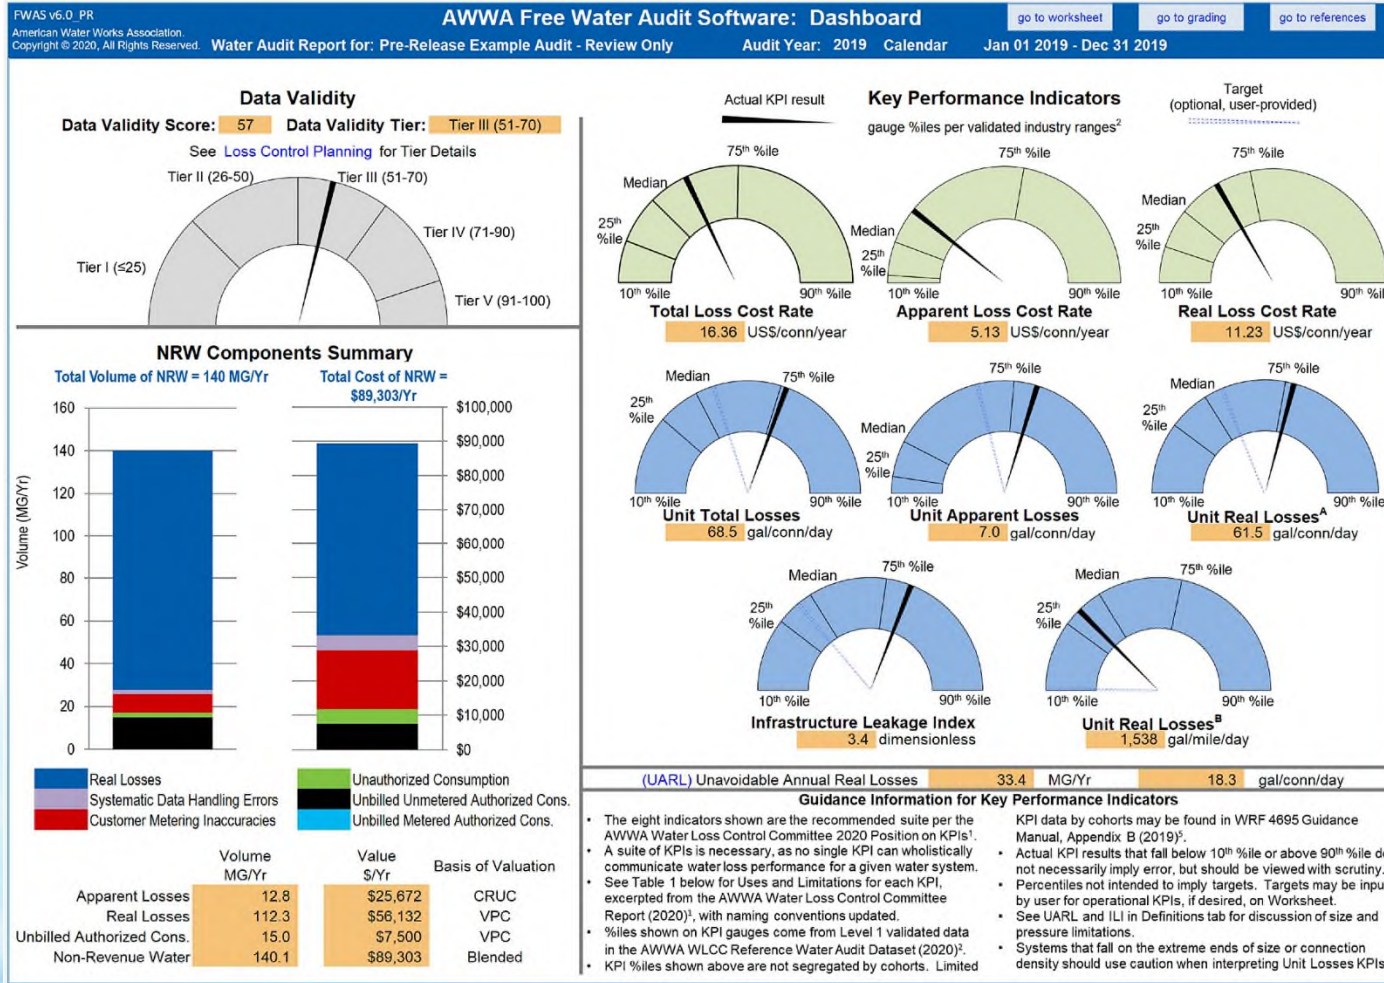 FWAS v6.0_PR
American Water Works Association.
Copyright © 2020, All Rights Reserved.
AWWA Free Water Audit Software: Dashboard
go to worksheet
go to grading
go to references
Water Audit Report for: Pre-Release Example Audit - Review Only
Audit Year: 2019 Calendar Jan 01 2019 - Dec 31 2019
Data Validity
Data Validity Score: 57 Data Validity Tier: Tier III (51-70)
See Loss Control Planning for Tier Details
Tier II (26-50)
Tier III (51-70)
Tier IV (71-90)
Tier I (≤25)
Tier V (91-100)
Actual KPI result
Key Performance Indicators
gauge %iles per validated industry ranges²
Target
(optional, user-provided)
75th %ile
Median
25th
%ile
10th %ile
90th %ile
Total Loss Cost Rate
16.36 US$/conn/year
75th %ile
Median
25th
%ile
10th %ile
90th %ile
Apparent Loss Cost Rate
5.13 US$/conn/year
75th %ile
Median
25th
%ile
10th %ile
90th %il
Real Loss Cost Rate
11.23 US$/conn/year
NRW Components Summary
Total Volume of NRW = 140 MG/Yr
Total Cost of NRW =
$89,303/Yr
Volume (MG/Yr)
160
140
120
100
80
60
40
20
0
$100,000
$90,000
$80,000
$70,000
$60,000
$50,000
$40,000
$30,000
$20,000
$10,000
$0
Real Losses
Systematic Data Handling Errors
Customer Metering Inaccuracies
Unauthorized Consumption
Unbilled Unmetered Authorized Cons.
Unbilled Metered Authorized Cons.
Volume
MG/Yr
Value
$/Yr
Basis of Valuation
Apparent Losses 12.8 $25,672 CRUC
Real Losses 112.3 $56,132 VPC
Unbilled Authorized Cons. 15.0 $7,500 VPC
Non-Revenue Water 140.1 $89,303 Blended
Median
75th %ile
25th
%ile
10th %ile
90th %ile
Unit Total Losses
68.5 gal/conn/day
75th %ile
Median
25th
%ile
10th %ile
90th %ile
Unit Apparent Losses
7.0 gal/conn/day
75th %ile
Median
25th
%ile
10th %ile
90th %ile
Unit Real Losses^A
61.5 gal/conn/day
75th %ile
Median
25th
%ile
10th %ile
90th %ile
Infrastructure Leakage Index
3.4 dimensionless
Median
75th %ile
25th
%ile
10th %ile
90th %ile
Unit Real Losses^B
1,538 gal/mile/day
(UARL) Unavoidable Annual Real Losses 33.4 MG/Yr 18.3 gal/conn/day
Guidance Information for Key Performance Indicators
• The eight indicators shown are the recommended suite per the
AWWA Water Loss Control Committee 2020 Position on KPIs¹.
• A suite of KPIs is necessary, as no single KPI can wholistically
communicate water loss performance for a given water system.
• See Table 1 below for Uses and Limitations for each KPI,
excerpted from the AWWA Water Loss Control Committee
Report (2020)¹, with naming conventions updated.
• %iles shown on KPI gauges come from Level 1 validated data
in the AWWA WLCC Reference Water Audit Dataset (2020)².
• KPI %iles shown above are not segregated by cohorts. Limited
KPI data by cohorts may be found in WRF 4695 Guidance
Manual, Appendix B (2019)⁵.
• Actual KPI results that fall below 10th %ile or above 90th %ile do
not necessarily imply error, but should be viewed with scrutiny.
• Percentiles not intended to imply targets. Targets may be input
by user for operational KPIs, if desired, on Worksheet.
• See UARL and ILI in Definitions tab for discussion of size and
pressure limitations.
• Systems that fall on the extreme ends of size or connection
density should use caution when interpreting Unit Losses KPIs